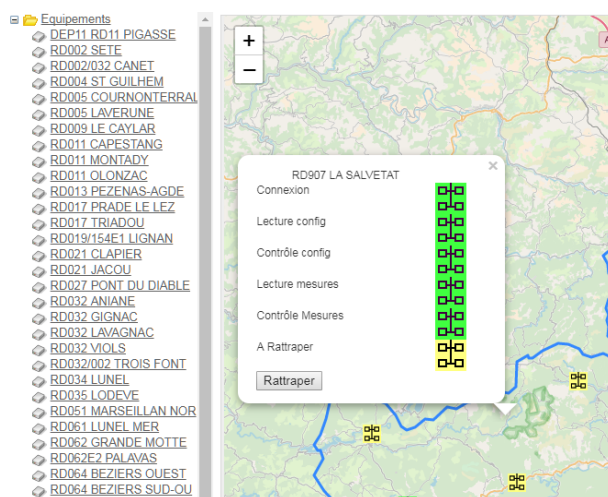 Equipements
DEP11 RD11 PIGASSE
RD002 SETE
RD002/032 CANET
RD004 ST GUILHEM
RD005 COURNONTERRAL
RD005 LAVERUNE
RD009 LE CAYLAR
RD011 CAPESTANG
RD011 MONTADY
RD011 OLONZAC
RD013 PEZENAS-AGDE
RD017 PRADE LE LEZ
RD017 TRIADOU
RD019/154E1 LIGNAN
RD021 CLAPIER
RD021 JACOU
RD027 PONT DU DIABLE
RD032 ANIANE
RD032 GIGNAC
RD032 LAVAGNAC
RD032 VIOLS
RD032/002 TROIS FONT
RD034 LUNEL
RD035 LODEVE
RD051 MARSEILLAN NOR
RD061 LUNEL MER
RD062 GRANDE MOTTE
RD062E2 PALAVAS
RD064 BEZIERS OUEST
RD064 BEZIERS SUD-OU
+
−
A
×
RD907 LA SALVETAT
Connexion
Lecture config
Contrôle config
Lecture mesures
Contrôle Mesures
A Rattraper
Rattraper